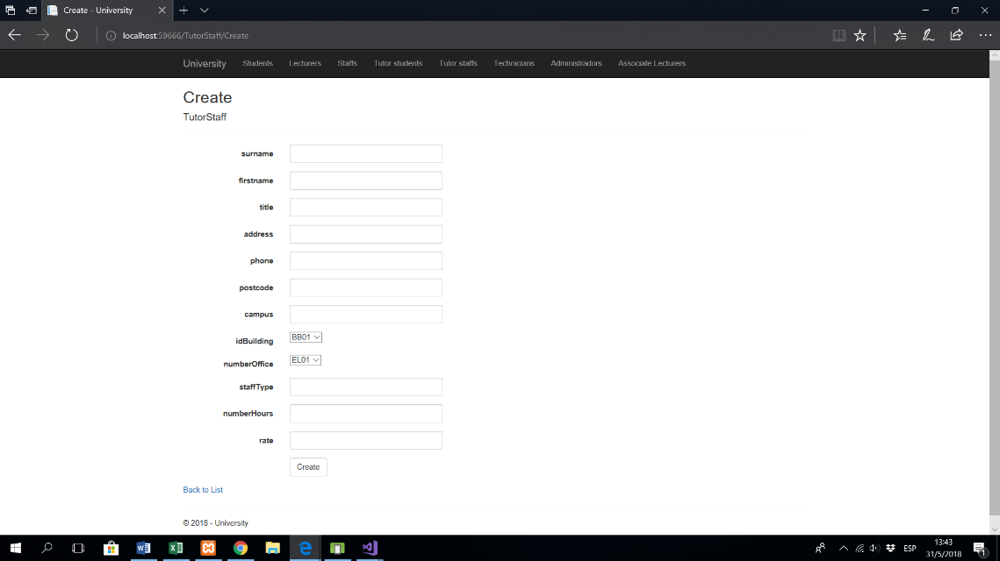 Create - University
localhost:59666/TutorStaff/Create
University Students Lecturers Staffs Tutor students Tutor staffs Technicians Administradors Associate Lecturers
Create
TutorStaff
surname
firstname
title
address
phone
postcode
campus
idBuilding BB01
numberOffice EL01
staffType
numberHours
rate
Create
Back to List
© 2018 - University
ESP
13:43
31/5/2018
1